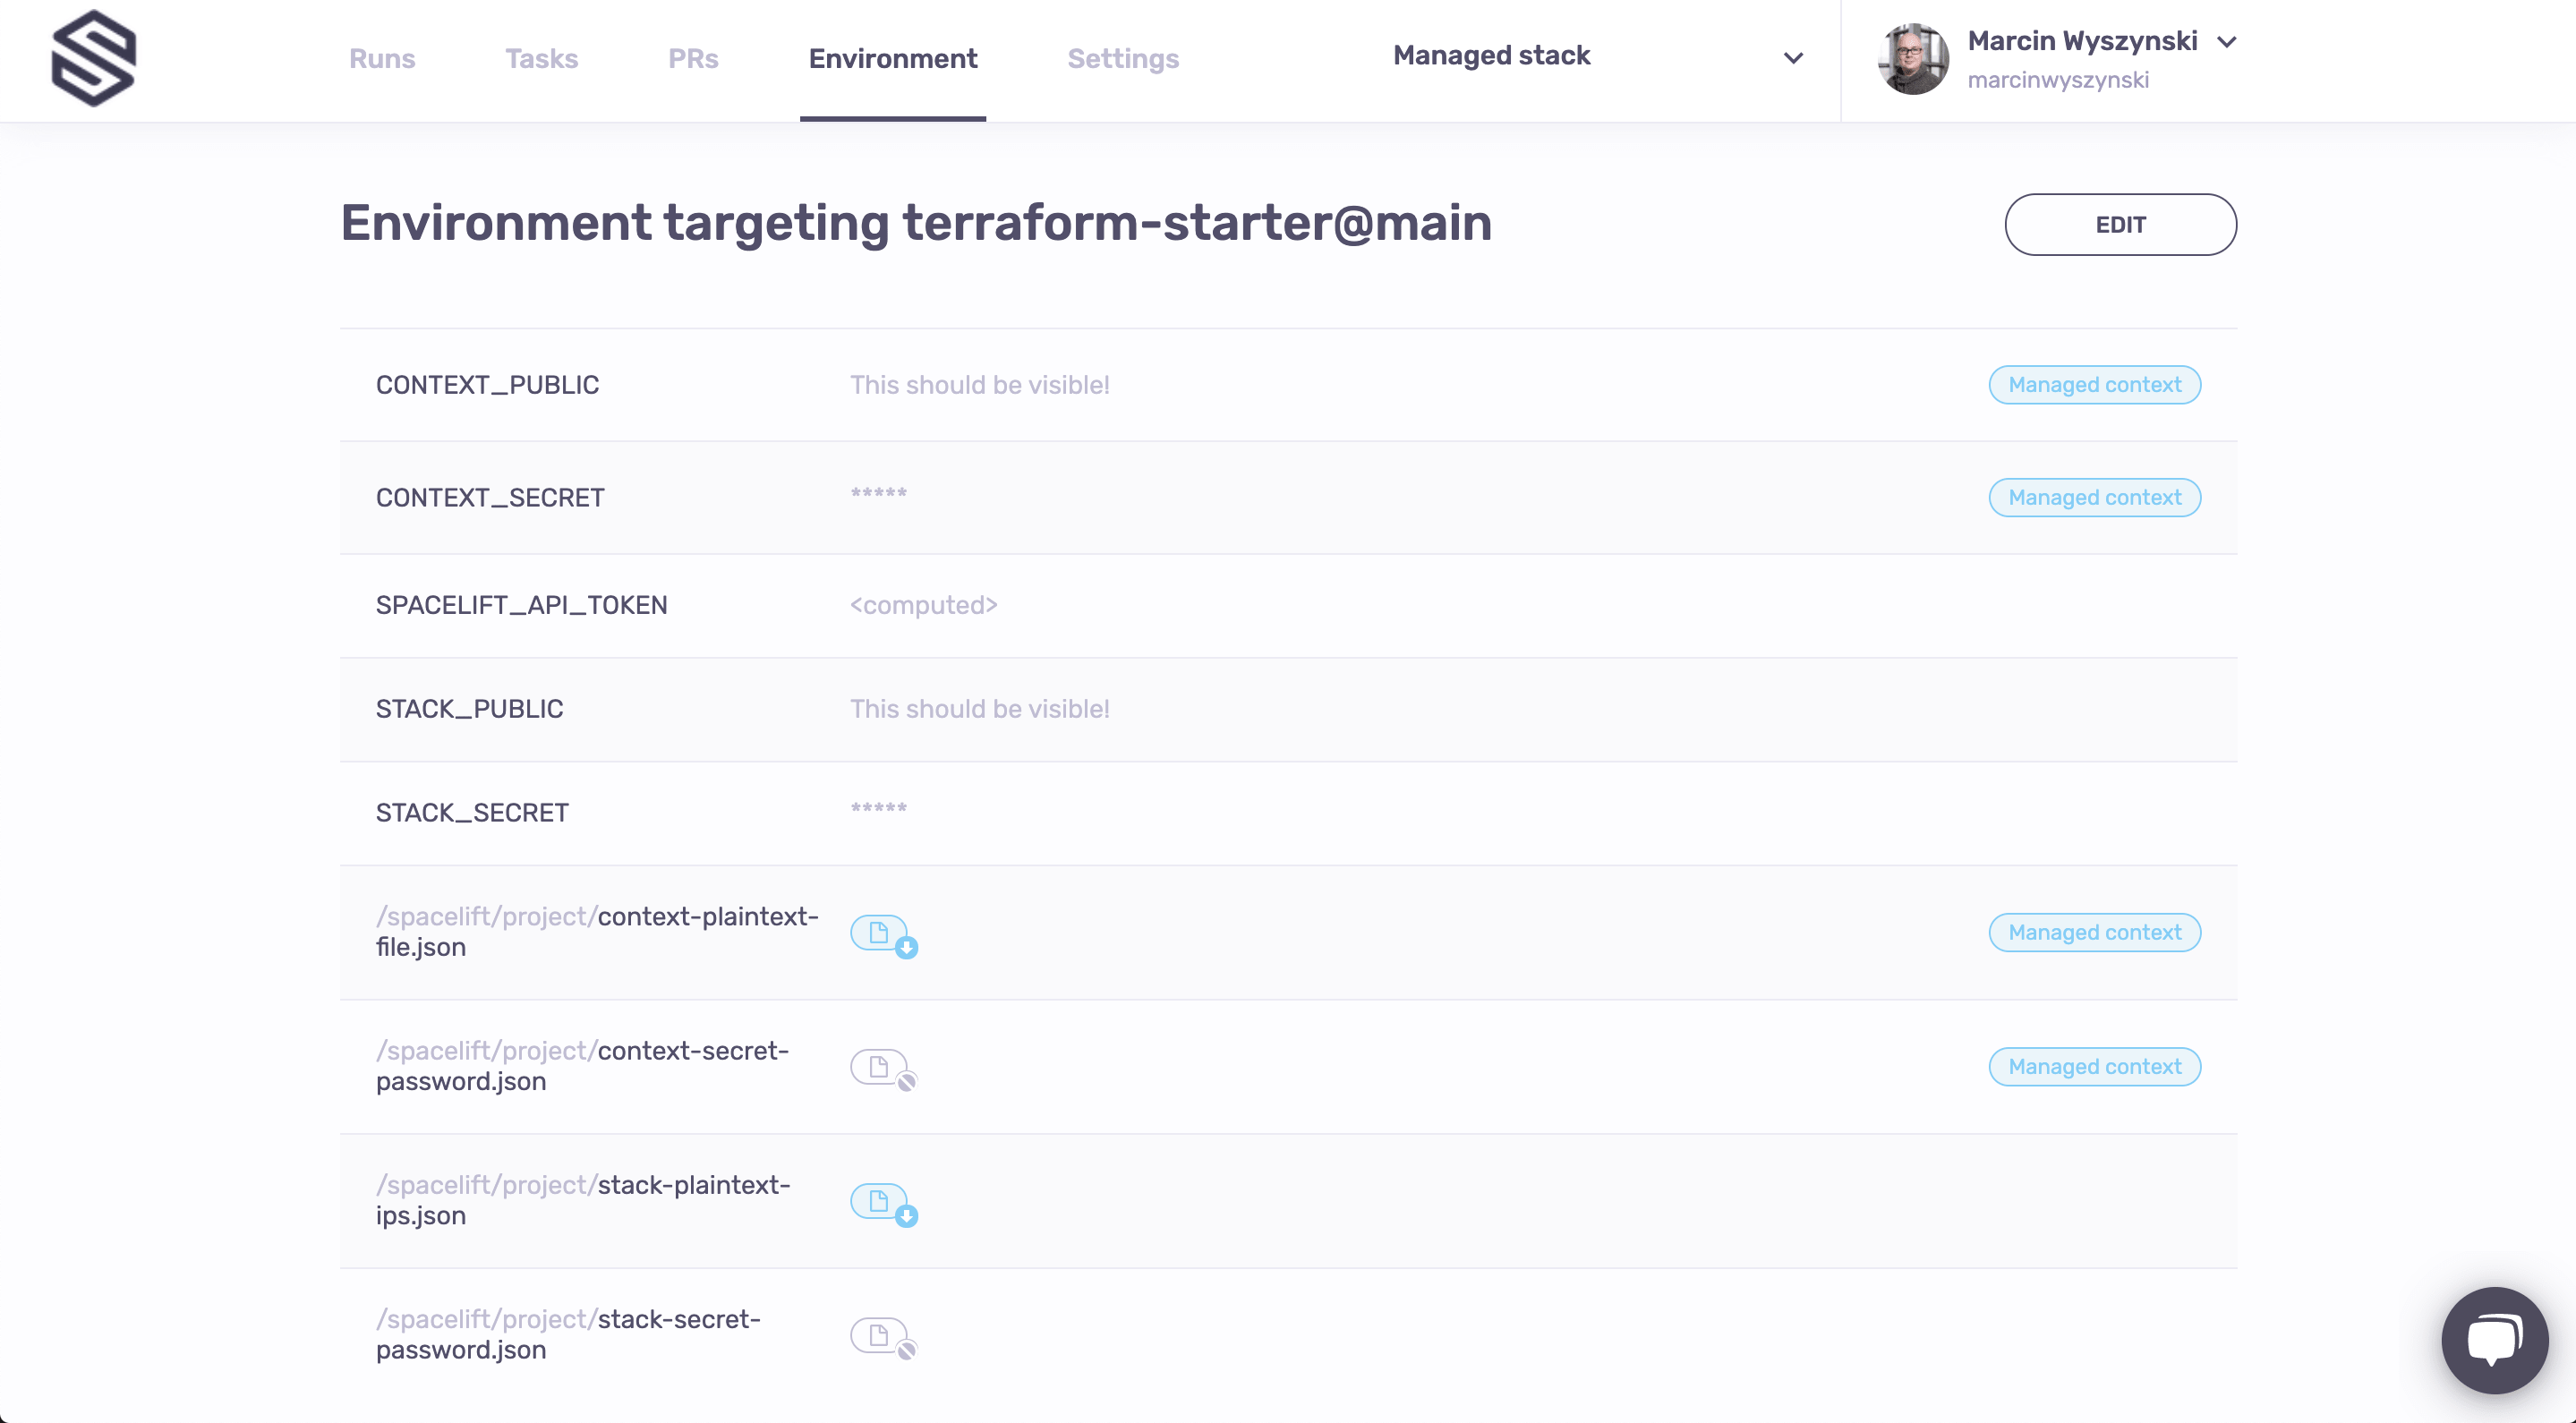 Runs Tasks PRs Environment Settings Managed stack Marcin Wyszynski
marcinwyszynski
Environment targeting terraform-starter@main EDIT
CONTEXT_PUBLIC This should be visible! Managed context
CONTEXT_SECRET ***** Managed context
SPACELIFT_API_TOKEN <computed>
STACK_PUBLIC This should be visible!
STACK_SECRET *****
/spacelift/project/context-plaintext-
file.json
Managed context
/spacelift/project/context-secret-
password.json
Managed context
/spacelift/project/stack-plaintext-
ips.json
/spacelift/project/stack-secret-
password.json